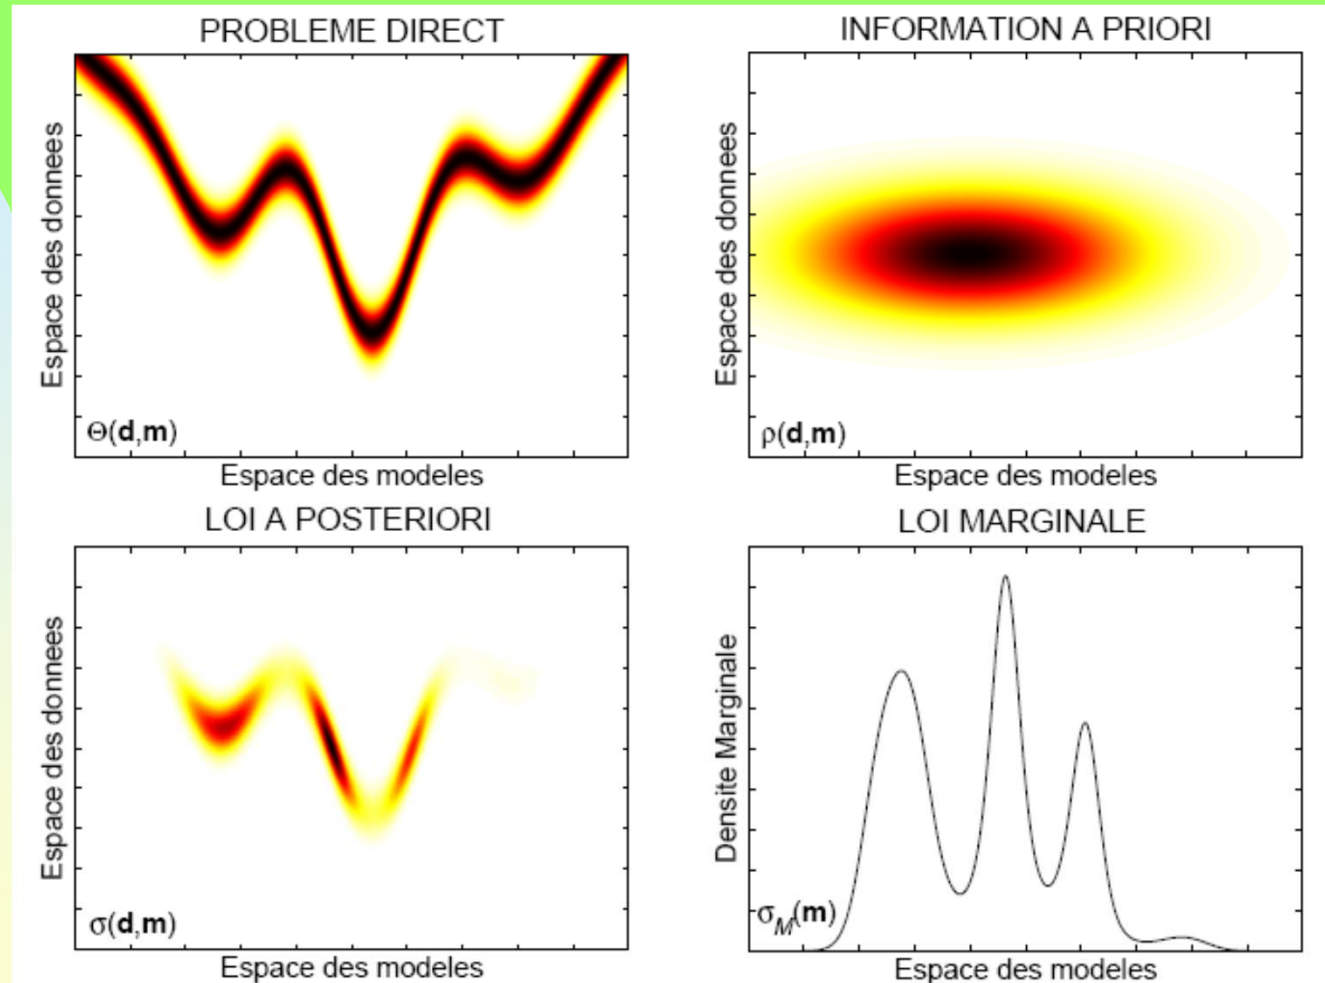 PROBLEME DIRECT
Espace des donnees
Θ(d,m)
Espace des modeles
INFORMATION A PRIORI
Espace des donnees
ρ(d,m)
Espace des modeles
LOI A POSTERIORI
Espace des donnees
σ(d,m)
Espace des modeles
LOI MARGINALE
Densite Marginale
σM(m)
Espace des modeles